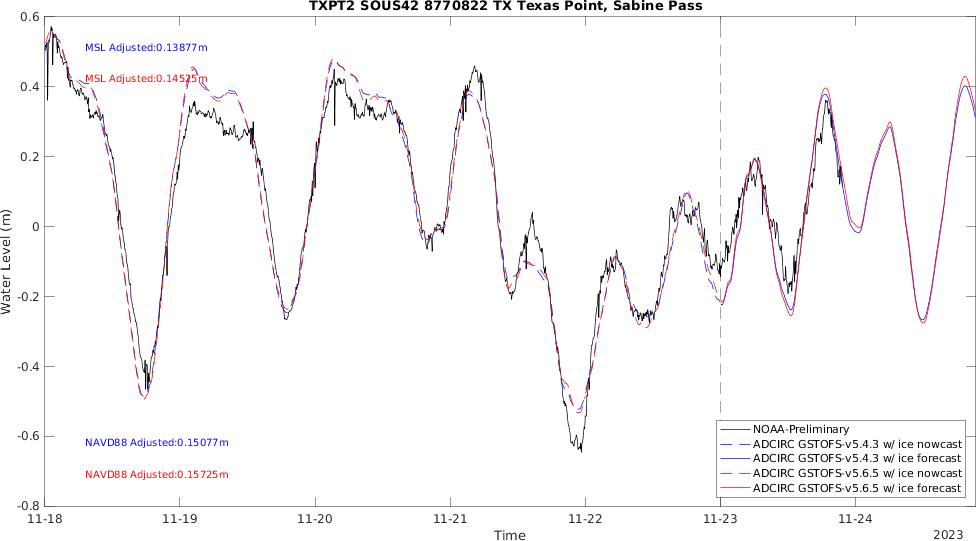 TXPT2 SOUS42 8770822 TX Texas Point, Sabine Pass
0.6
0.4
0.2
0
-0.2
-0.4
-0.6
-0.8
Water Level (m)
MSL Adjusted:0.13877m
MSL Adjusted:0.14525m
NAVD88 Adjusted:0.15077m
NAVD88 Adjusted:0.15725m
NOAA-Preliminary
ADCIRC GSTOFS-v5.4.3 w/ ice nowcast
ADCIRC GSTOFS-v5.4.3 w/ ice forecast
ADCIRC GSTOFS-v5.6.5 w/ ice nowcast
ADCIRC GSTOFS-v5.6.5 w/ ice forecast
11-18 11-19 11-20 11-21 11-22 11-23 11-24
Time
2023